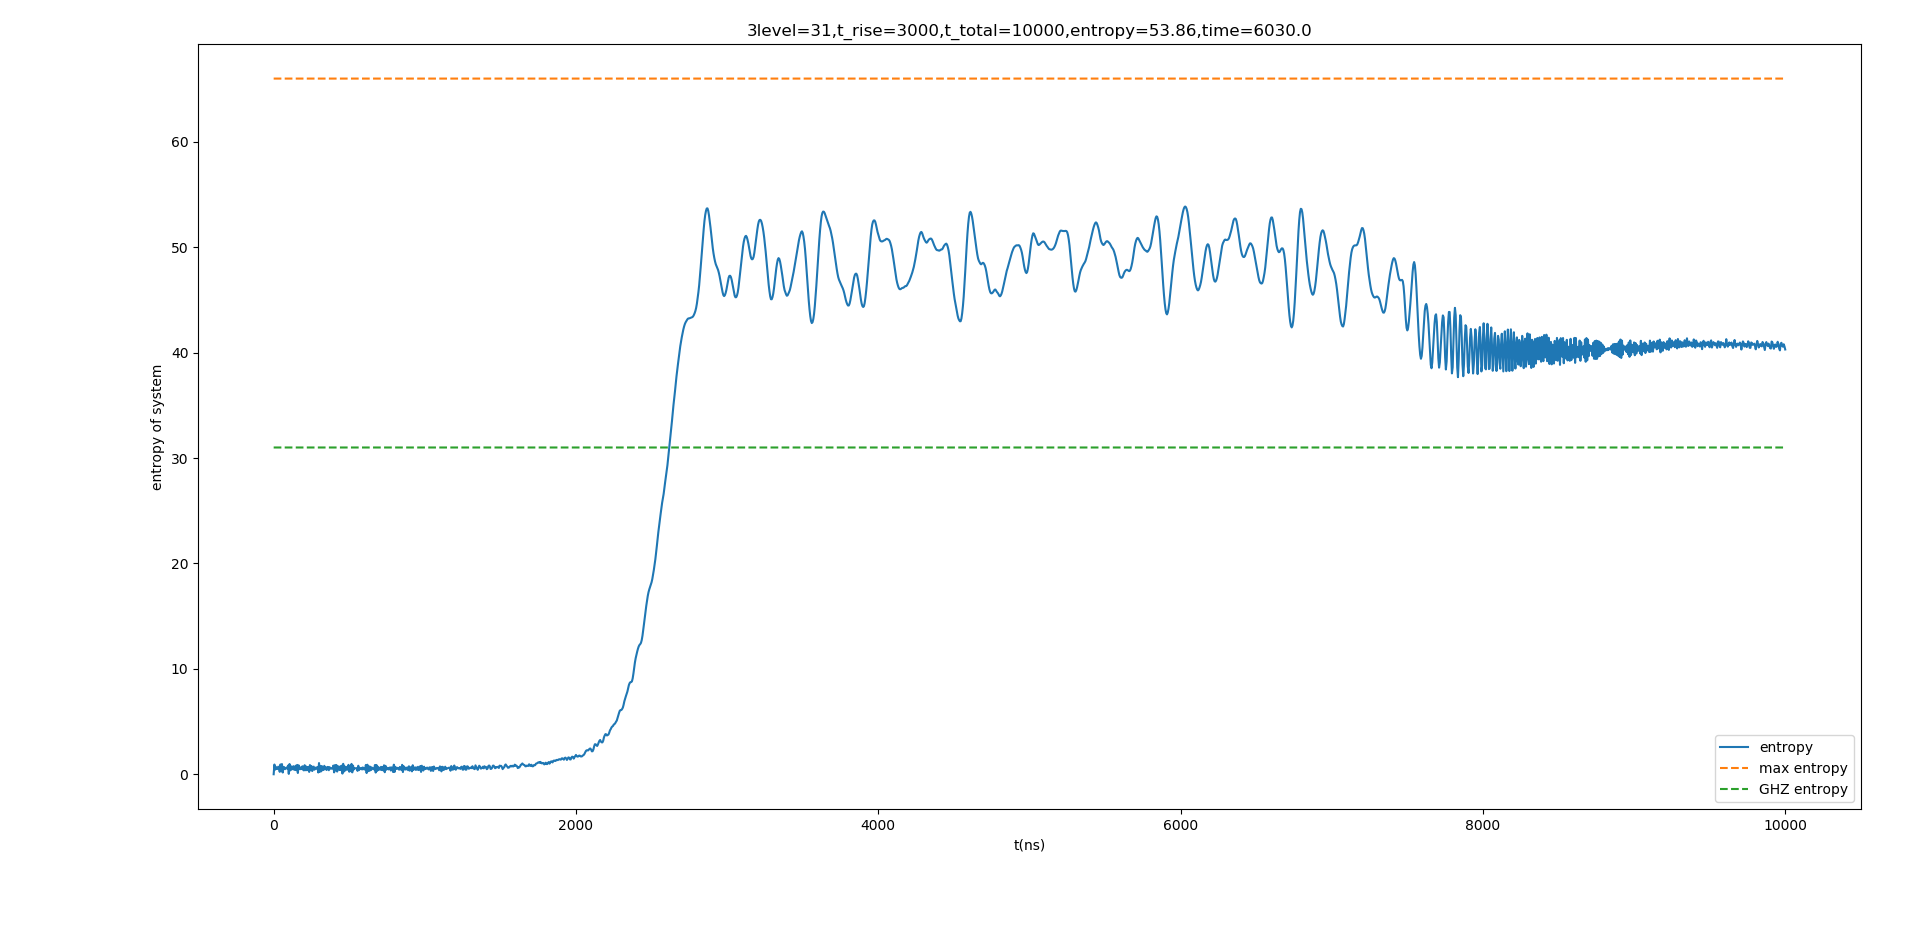 3level=31,t_rise=3000,t_total=10000,entropy=53.86,time=6030.0
entropy of system
60
50
40
30
20
10
0
0 2000 4000 6000 8000 10000
t(ns)
entropy
max entropy
GHZ entropy